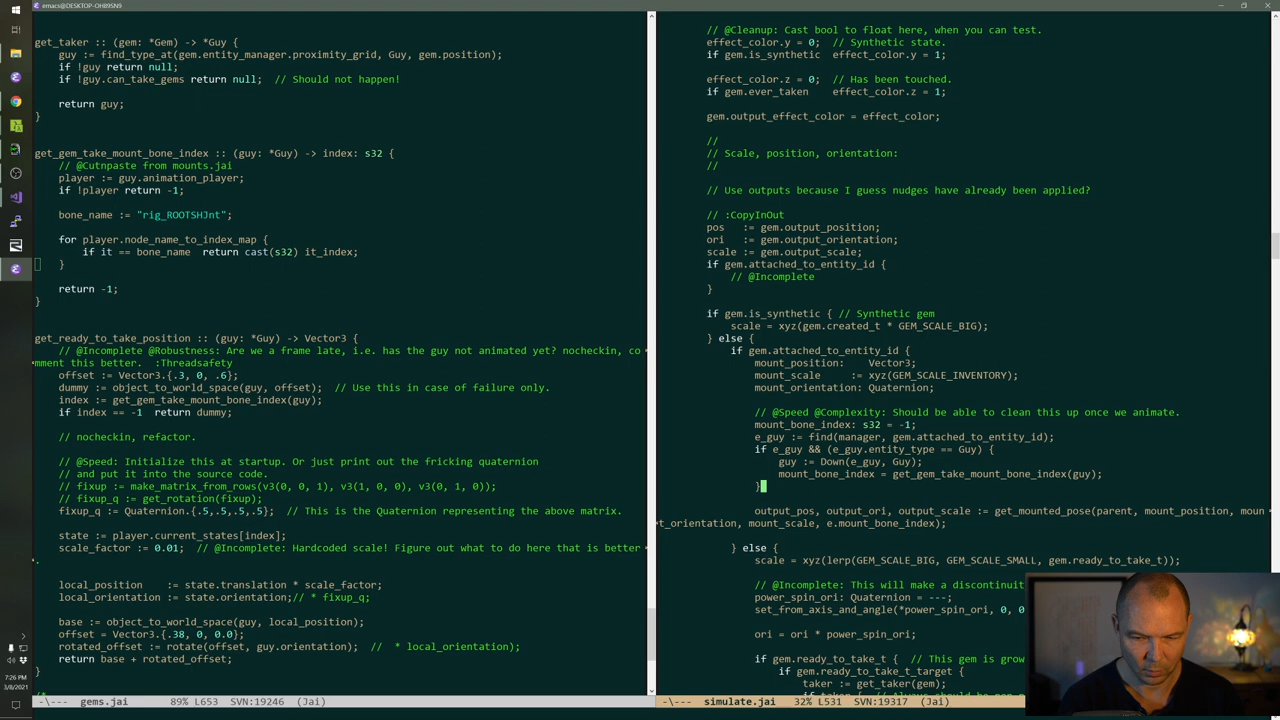 emacs@DESKTOP-OH89SN9
get_taker :: (gem: *Gem) -> *Guy {
    guy := find_type_at(gem.entity_manager.proximity_grid, Guy, gem.position);
    if !guy return null;
    if !guy.can_take_gems return null;  // Should not happen!
    return guy;
}
get_gem_take_mount_bone_index :: (guy: *Guy) -> index: s32 {
    // @Cutnpaste from mounts.jai
    player := guy.animation_player;
    if !player return -1;
    bone_name := "rig_ROOTSHJnt";
    for player.node_name_to_index_map {
        if it == bone_name  return cast(s32) it_index;
    }
    return -1;
}
get_ready_to_take_position :: (guy: *Guy) -> Vector3 {
    // @Incomplete @Robustness: Are we a frame late, i.e. has the guy not animated yet? nocheckin, co
mment this better.  :Threadsafety
    offset := Vector3.{.3, 0, .6};
    dummy := object_to_world_space(guy, offset);  // Use this in case of failure only.
    index := get_gem_take_mount_bone_index(guy);
    if index == -1  return dummy;
    // nocheckin, refactor.
    // @Speed: Initialize this at startup. Or just print out the fricking quaternion
    // and put it into the source code.
    // fixup := make_matrix_from_rows(v3(0, 0, 1), v3(1, 0, 0), v3(0, 1, 0));
    // fixup_q := get_rotation(fixup);
    fixup_q := Quaternion.{.5,.5,.5,.5};  // This is the Quaternion representing the above matrix.
    state := player.current_states[index];
    scale_factor := 0.01;  // @Incomplete: Hardcoded scale! Figure out what to do here that is better
.
    local_position    := state.translation * scale_factor;
    local_orientation := state.orientation;// * fixup_q;
    base := object_to_world_space(guy, local_position);
    offset = Vector3.{.38, 0, 0.0};
    rotated_offset := rotate(offset, guy.orientation);  //  * local_orientation);
    return base + rotated_offset;
}
/*
-\---  gems.jai       89% L653  SVN:19246  (Jai)
// @Cleanup: Cast bool to float here, when you can test.
effect_color.y = 0;  // Synthetic state.
if gem.is_synthetic  effect_color.y = 1;
effect_color.z = 0;  // Has been touched.
if gem.ever_taken    effect_color.z = 1;
gem.output_effect_color = effect_color;
//
// Scale, position, orientation:
//
// Use outputs because I guess nudges have already been applied?
// :CopyInOut
pos   := gem.output_position;
ori   := gem.output_orientation;
scale := gem.output_scale;
if gem.attached_to_entity_id {
    // @Incomplete
}
if gem.is_synthetic { // Synthetic gem
    scale = xyz(gem.created_t * GEM_SCALE_BIG);
} else {
    if gem.attached_to_entity_id {
        mount_position:    Vector3;
        mount_scale     := xyz(GEM_SCALE_INVENTORY);
        mount_orientation: Quaternion;
        // @Speed @Complexity: Should be able to clean this up once we animate.
        mount_bone_index: s32 = -1;
        e_guy := find(manager, gem.attached_to_entity_id);
        if e_guy && (e_guy.entity_type == Guy) {
            guy := Down(e_guy, Guy);
            mount_bone_index = get_gem_take_mount_bone_index(guy);
        }
        output_pos, output_ori, output_scale := get_mounted_pose(parent, mount_position, moun
t_orientation, mount_scale, e.mount_bone_index);
    } else {
        scale = xyz(lerp(GEM_SCALE_BIG, GEM_SCALE_SMALL, gem.ready_to_take_t));
        // @Incomplete: This will make a discontinuit
        power_spin_ori: Quaternion = ---;
        set_from_axis_and_angle(*power_spin_ori, 0, 0
        ori = ori * power_spin_ori;
        if gem.ready_to_take_t {  // This gem is grow
            if gem.ready_to_take_t_target {
                taker := get_taker(gem);
-\---  simulate.jai   32% L531  SVN:19317  (Jai)
7:26 PM
3/8/2021